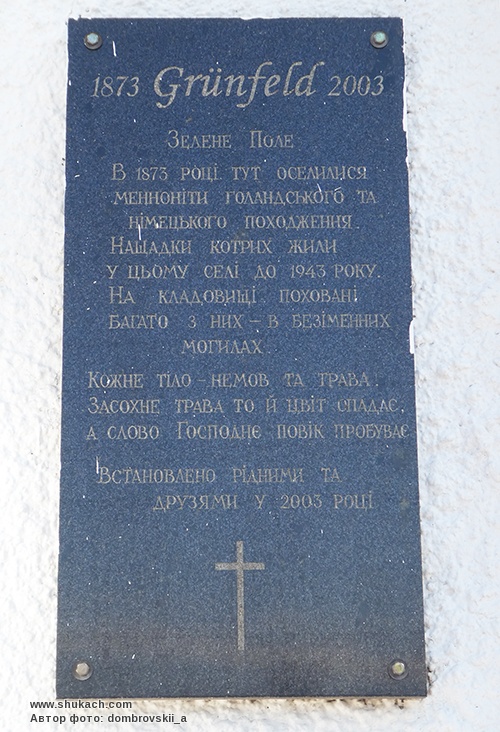 1873 Grünfeld 2003
Зелене Поле
В 1873 році тут оселилися
менноніти голандського та
німецького походження.
Нащадки котрих жили
у цьому селі до 1943 року.
На кладовищі поховані
багато з них – в безіменних
могилах.
Кожне тіло – немов та трава.
Засохне трава то й цвіт спадає,
а слово Господнє повік пробуває
Встановлено рідними та
друзями у 2003 році
www.shukach.com
Автор фото: dombrovskii_a